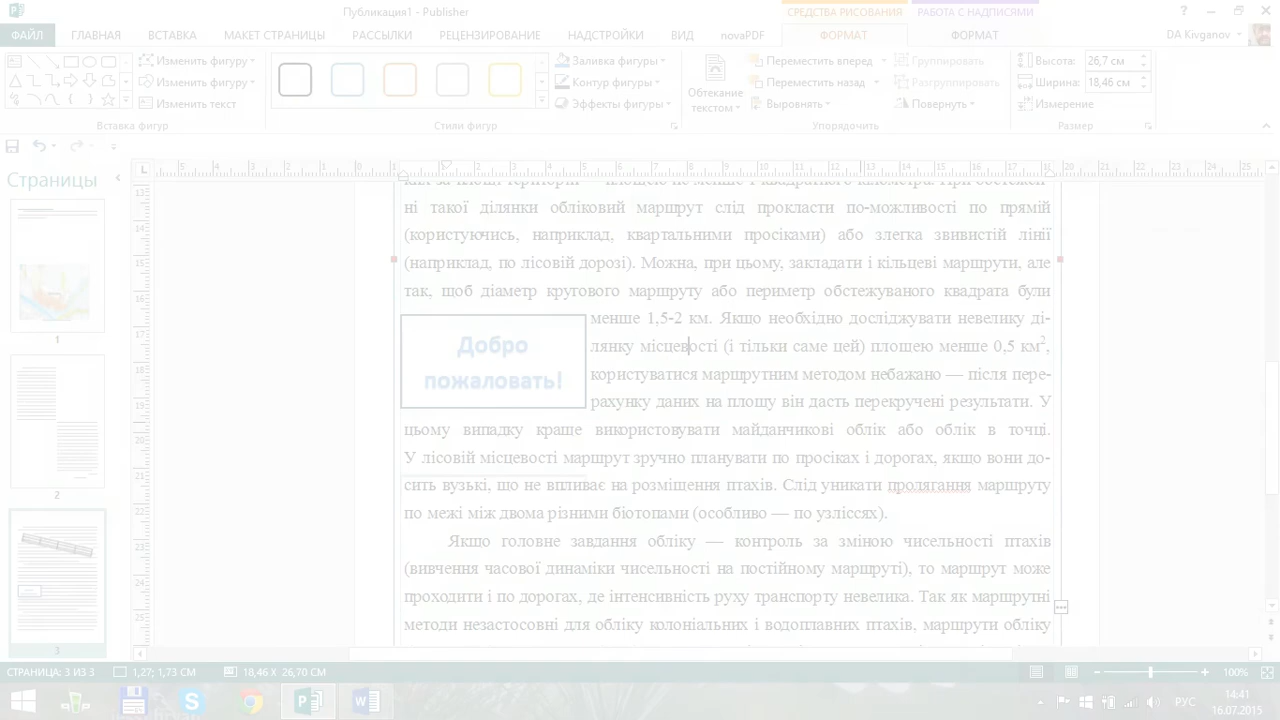 Публикация1 - Publisher
СРЕДСТВА РИСОВАНИЯ
РАБОТА С НАДПИСЯМИ
ФАЙЛ
ГЛАВНАЯ
ВСТАВКА
МАКЕТ СТРАНИЦЫ
РАССЫЛКИ
РЕЦЕНЗИРОВАНИЕ
НАДСТРОЙКИ
ВИД
novaPDF
ФОРМАТ
ФОРМАТ
DA Kivganov
Изменить фигуру
Изменить фигуру
Изменить текст
Вставка фигур
Стили фигур
Заливка фигуры
Контур фигуры
Эффекты фигуры
Обтекание
текстом
Переместить вперед
Переместить назад
Выровнять
Группировать
Разгруппировать
Повернуть
Упорядочить
Высота: 26,7 см
Ширина: 18,46 см
Измерение
Размер
Страницы
1
2
3
ні такої ділянки обліковий маршрут слід прокласти по-можливості по прямій
(користуючись, наприклад, квартальними просіками) або злегка звивистій лінії
(наприклад, по лісовій дорозі). Можна, при цьому, закладати і кільцеві маршрути, але
так, щоб діаметр кругового маршруту або периметр обстежуваного квадрата були
менше 1,5-2 км. Якщо необхідно досліджувати невелику ді-
лянку місцевості (і тільки саме цей) площею менше 0,5 км²,
користуватися маршрутним методом небажано — після пере-
рахунку даних на площу він дасть перекручені результати. У
Добро
пожаловать!
цьому випадку краще використовувати майданчикові облік або облік в точці.
У лісовій місцевості маршрут зручно планувати по просіках і дорогах, якщо вони до-
сить вузькі, що не впливає на розміщення птахів. Слід уникати пролягання маршруту
по межі між двома різними біотопами (особливо — по узліссях).
Якщо головне завдання обліку — контроль за зміною чисельності птахів
(вивчення часової динаміки чисельності на постійному маршруті), то маршрут може
проходити і по дорогах, де інтенсивність руху транспорту невелика. Так як маршрутні
методи незастосовні для обліку колоніальних і водоплавних птахів, маршрути обліку
СТРАНИЦА: 3 ИЗ 3
1,27; 1,73 СМ
18,46 X 26,70 СМ
100%
РУС
14:41
16.07.2015